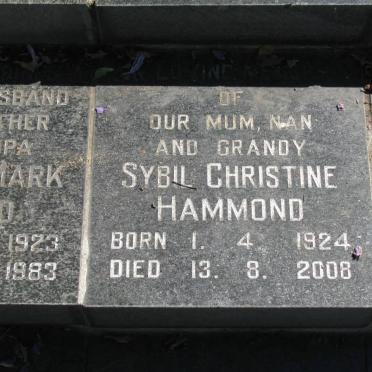 SBAND
THER
PA
MARK
D
1923
1983
OF
OUR MUM, NAN
AND GRANDY
SYBIL CHRISTINE
HAMMOND
BORN 1. 4. 1924
DIED 13. 8. 2008